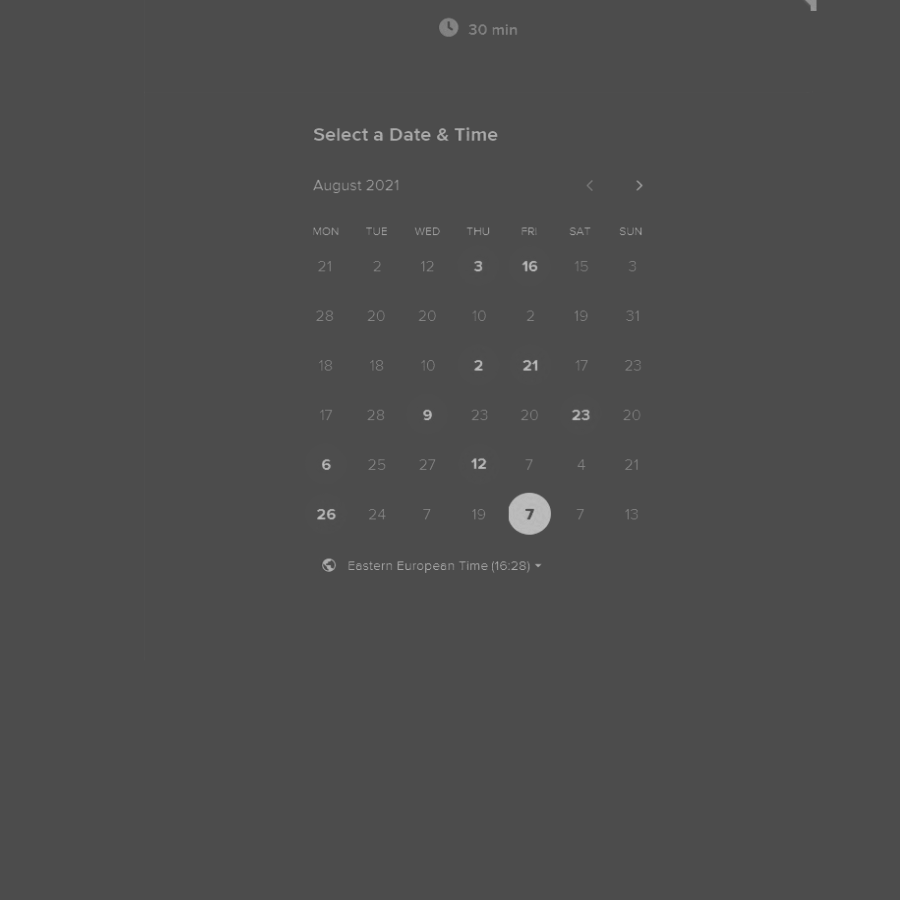 30 min
Select a Date & Time
August 2021
MON TUE WED THU FRI SAT SUN
21 2 12 3 16 15 3
28 20 20 10 2 19 31
18 18 10 2 21 17 23
17 28 9 23 20 23 20
6 25 27 12 7 4 21
26 24 7 19 7 7 13
Eastern European Time (16:28)